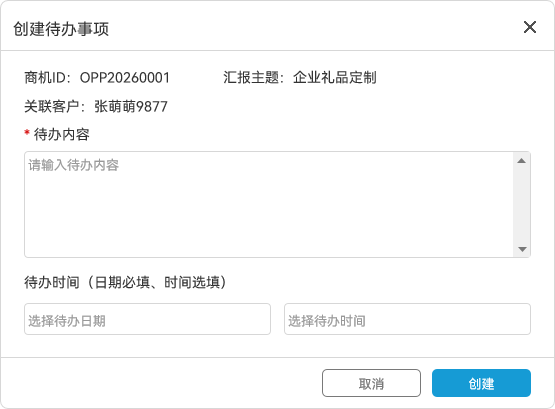 创建待办事项
商机ID：OPP20260001 汇报主题：企业礼品定制
关联客户：张萌萌9877
* 待办内容
请输入待办内容
待办时间（日期必填、时间选填）
选择待办日期 选择待办时间
取消 创建